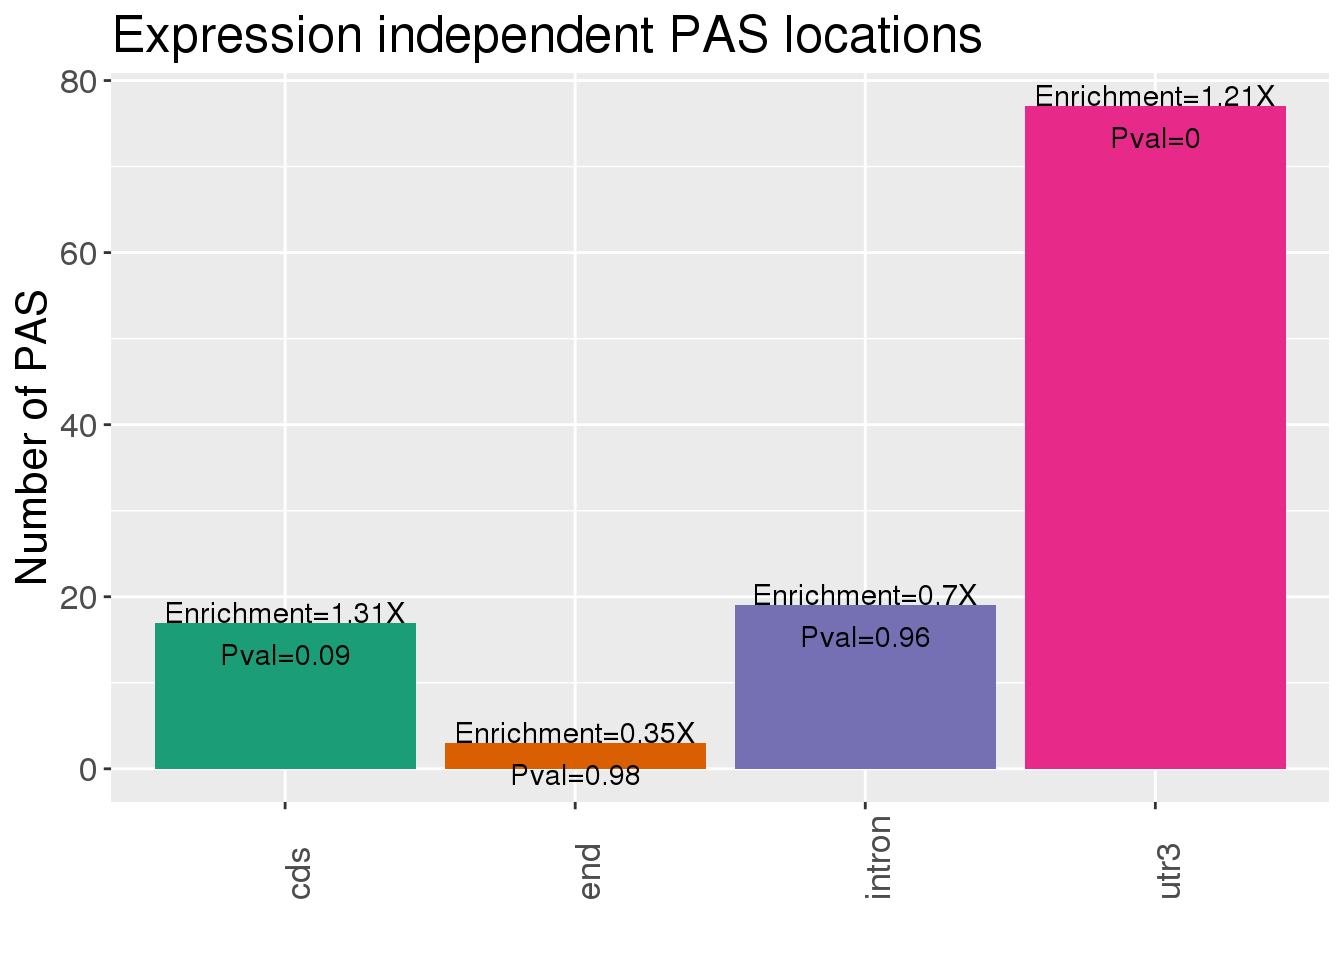 Expression independent PAS locations
Number of PAS
80
60
40
20
0
Enrichment=1.31X
Pval=0.09
Enrichment=0.35X
Pval=0.98
Enrichment=0.7X
Pval=0.96
Enrichment=1.21X
Pval=0
cds
end
intron
utr3